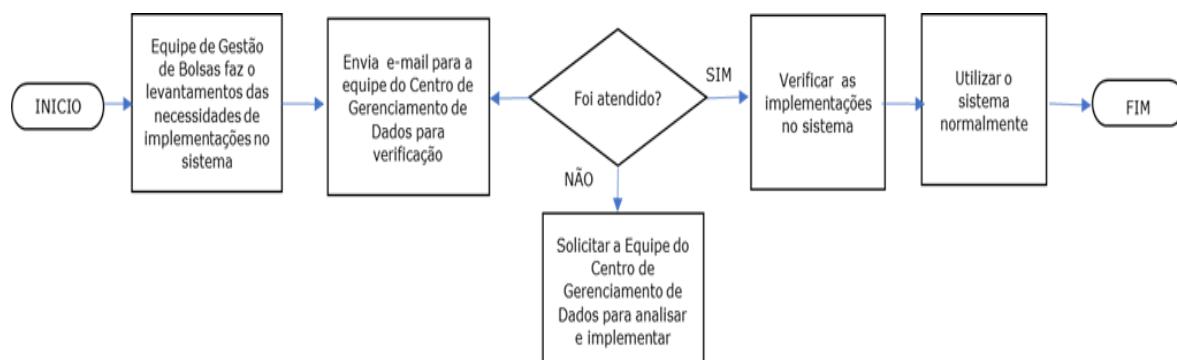 INICIO
Equipe de Gestão
de Bolsas faz o
levantamentos das
necessidades de
implementações no
sistema
Envia e-mail para a
equipe do Centro de
Gerenciamento de
Dados para
verificação
Foi atendido?
SIM
NÃO
Verificar as
implementações
no sistema
Utilizar o
sistema
normalmente
FIM
Solicitar a Equipe do
Centro de
Gerenciamento de
Dados para analisar
e implementar